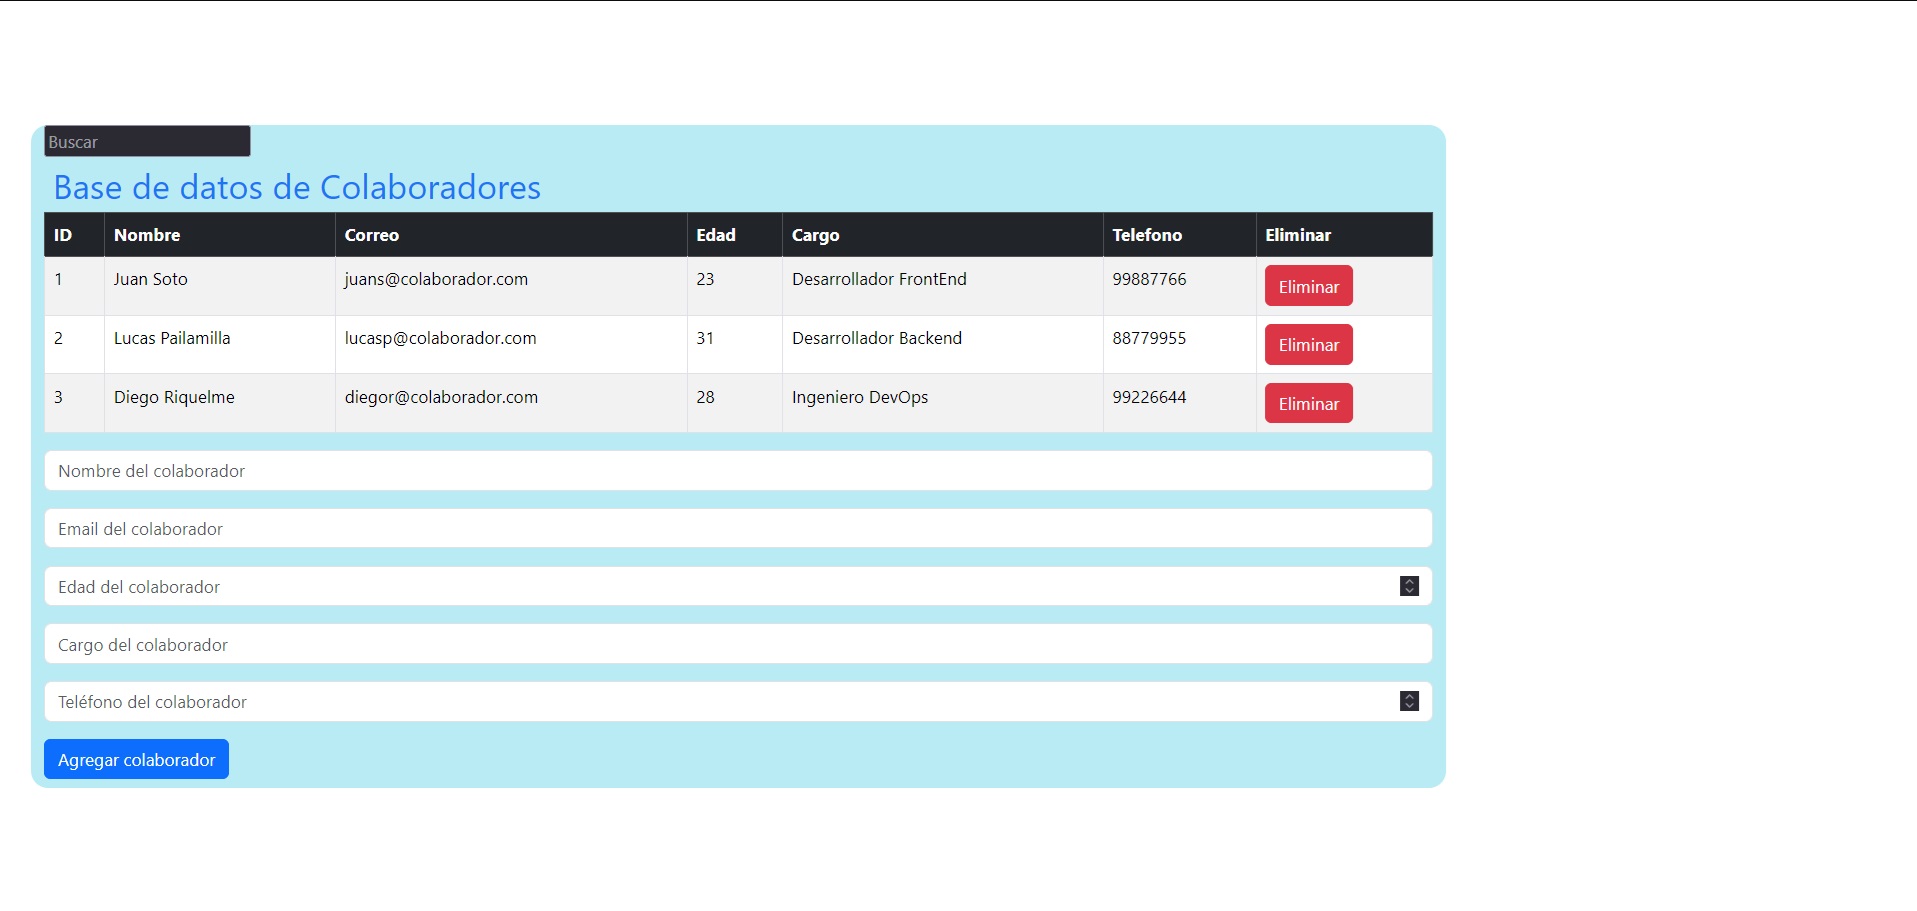 Buscar
Base de datos de Colaboradores
ID Nombre Correo Edad Cargo Telefono Eliminar
1 Juan Soto juans@colaborador.com 23 Desarrollador FrontEnd 99887766 Eliminar
2 Lucas Pailamilla lucasp@colaborador.com 31 Desarrollador Backend 88779955 Eliminar
3 Diego Riquelme diegor@colaborador.com 28 Ingeniero DevOps 99226644 Eliminar
Nombre del colaborador
Email del colaborador
Edad del colaborador
Cargo del colaborador
Teléfono del colaborador
Agregar colaborador